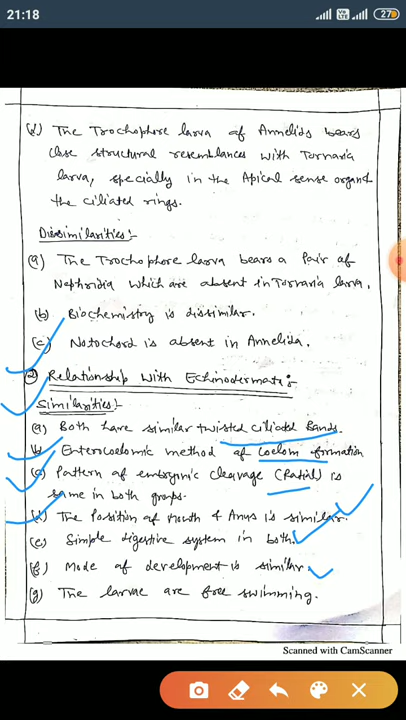 21:18
27
(d) The Trochophore larva of Annelids bears
close structural resemblances with Tornaria
larva, specially in the Apical sense organ &
the ciliated rings.
Dissimilarities:-
(a) The Trochophore larva bears a Pair of
Nephridia which are absent in Tornaria larva.
(b) Biochemistry is dissimilar.
(c) Notochord is absent in Annelida.
② Relationship with Echinodermata:
Similarities:-
(a) Both have similar twisted ciliated Bands.
(b) Enterocoelomic method of Coelom formation
(c) Pattern of embryonic cleavage (Radial) is
same in both groups.
(d) The Position of Mouth & Anus is similar.
(e) Simple digestive system in both.
(f) Mode of development is similar.
(g) The larvae are free swimming.
Scanned with CamScanner